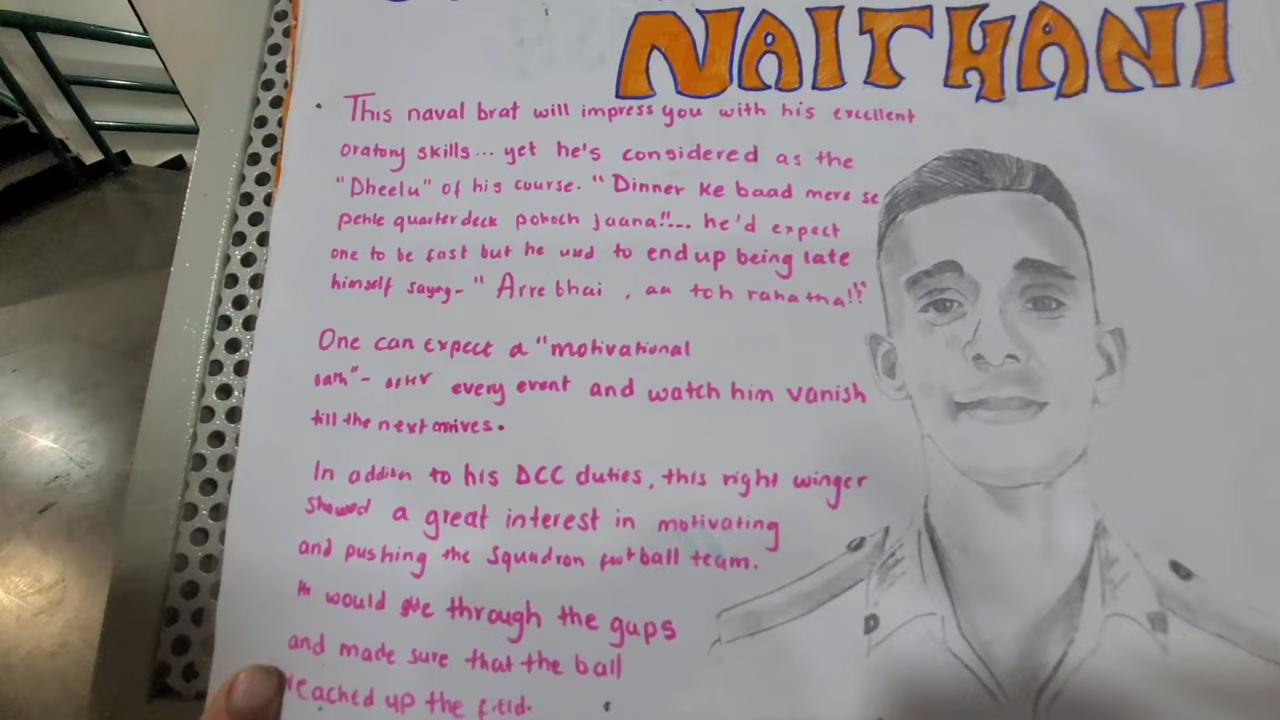 NAITHANI
This naval brat will impress you with his excellent
oratory skills... yet he's considered as the
"Dheelu" of his course. "Dinner ke baad mere se
pehle quarterdeck pohoch jaana!!... he'd expect
one to be fast but he used to end up being late
himself saying- "Arre bhai, aa toh raha tha!!"
One can expect a "motivational
after every event and watch him vanish
till the next arrives.
In addition to his DCC duties, this right winger
showed a great interest in motivating
and pushing the squadron football team.
He would through the gaps
and made sure that the ball
reached up the field.